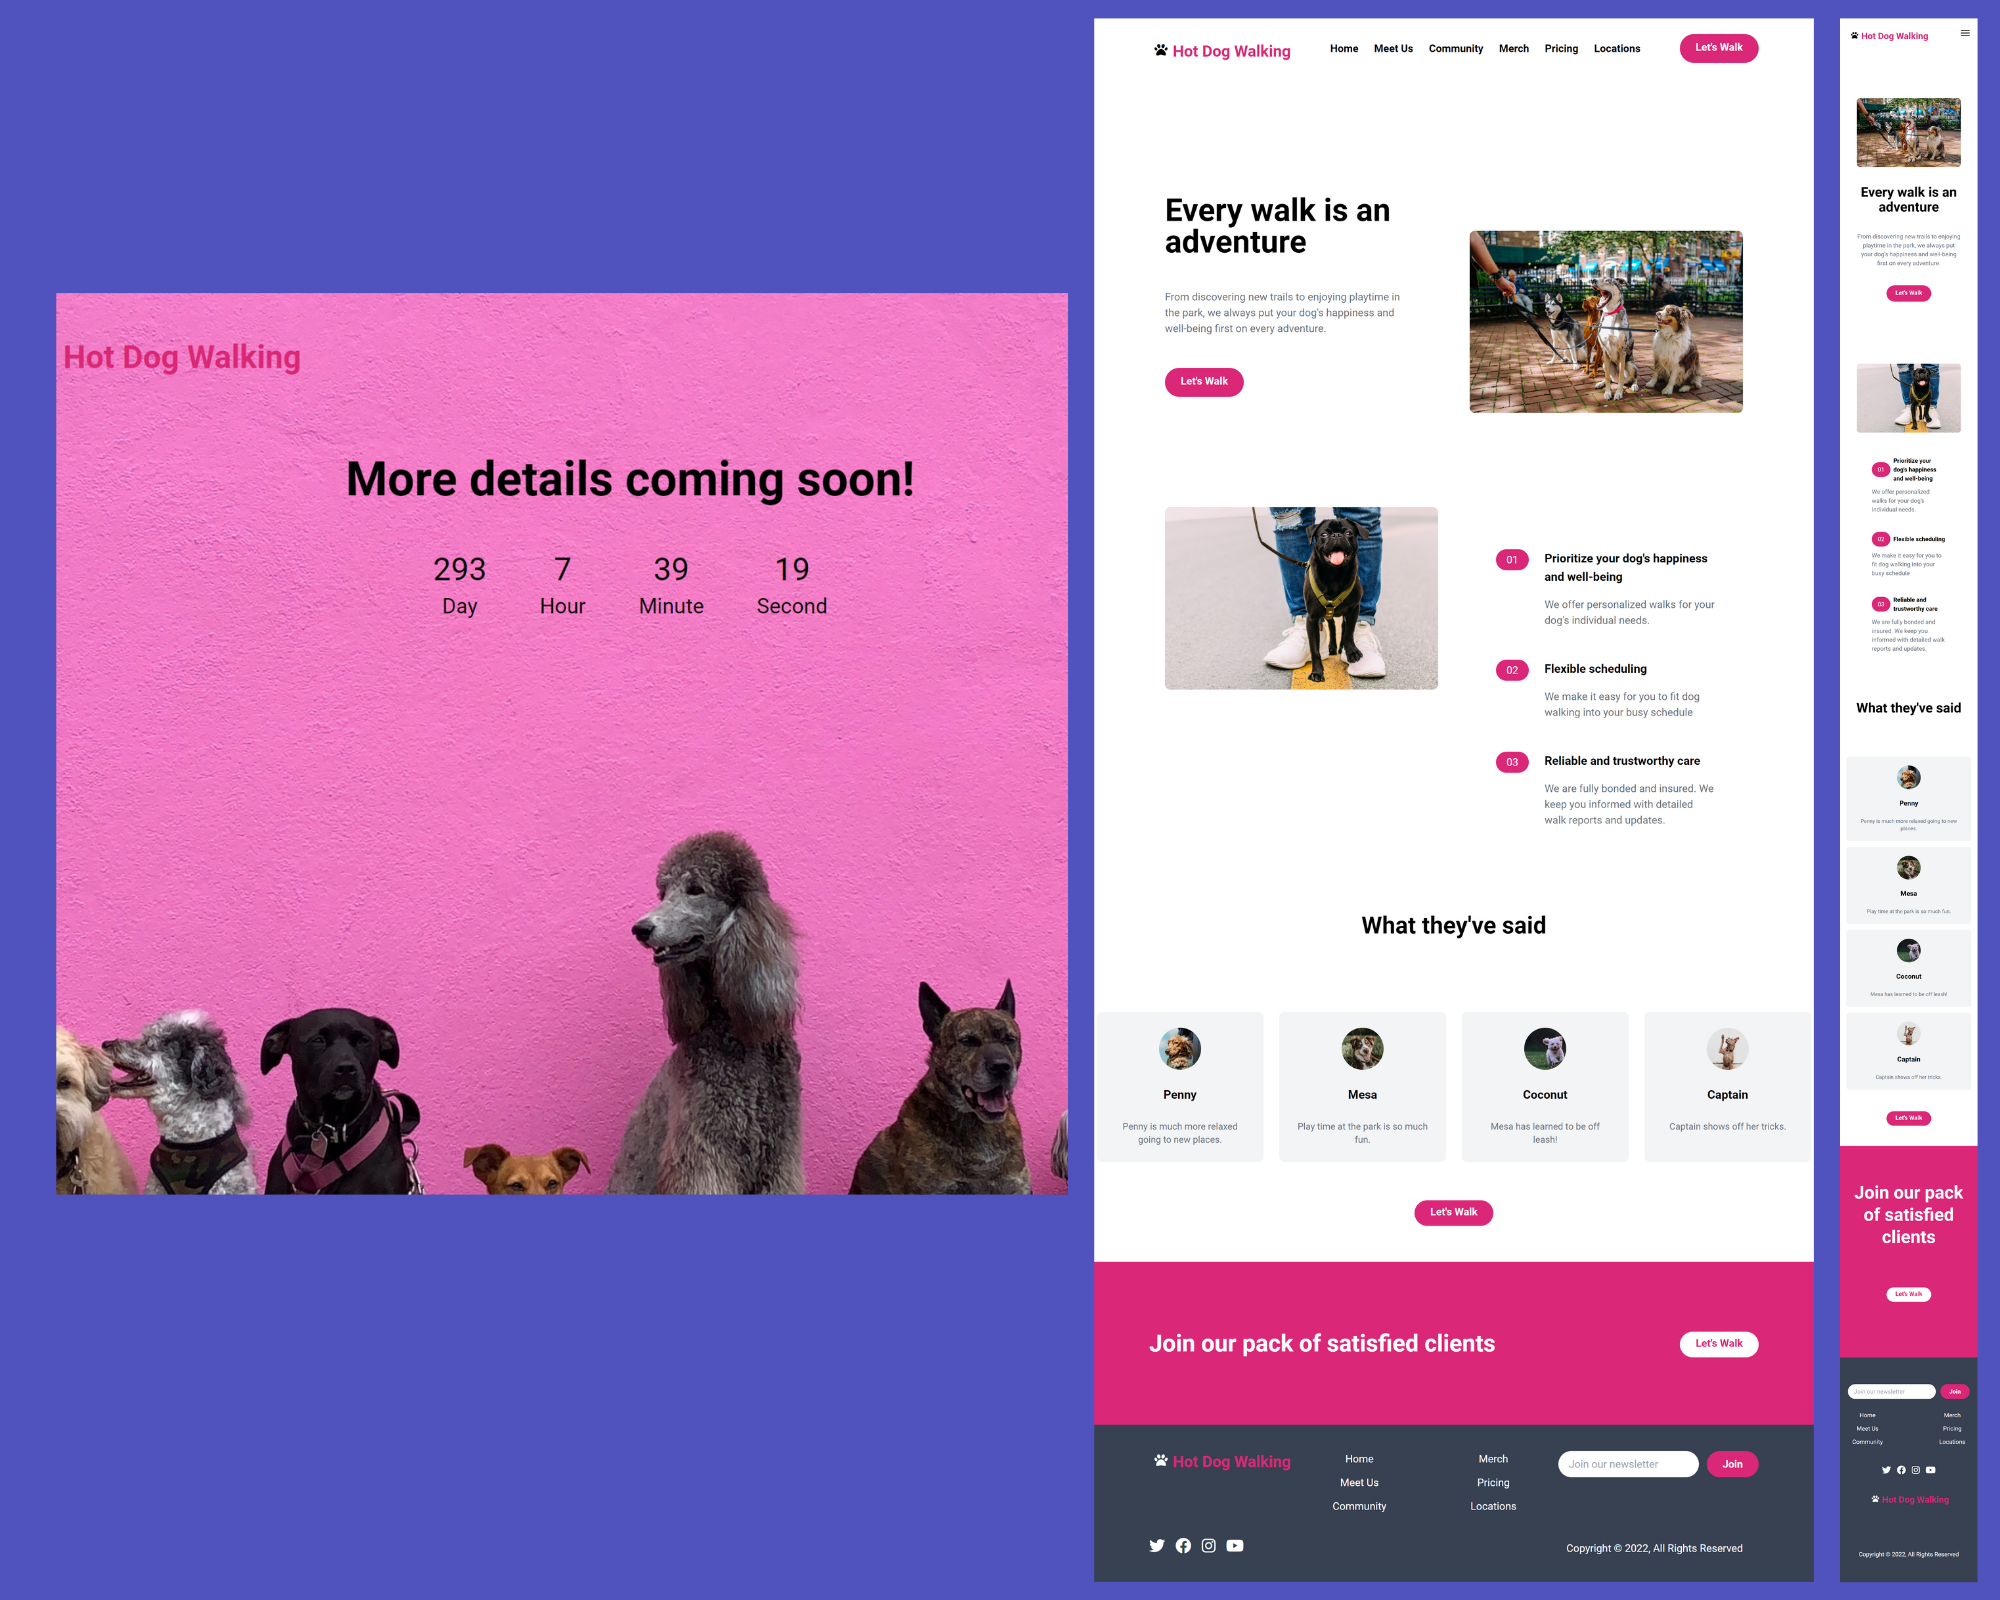 Hot Dog Walking
More details coming soon!
293 7 39 19
Day Hour Minute Second
Hot Dog Walking
Home Meet Us Community Merch Pricing Locations
Let's Walk
Every walk is an
adventure
From discovering new trails to enjoying playtime in
the park, we always put your dog's happiness and
well-being first on every adventure.
Let's Walk
01
Prioritize your dog's happiness
and well-being
We offer personalized walks for your
dog's individual needs.
02
Flexible scheduling
We make it easy for you to fit dog
walking into your busy schedule
03
Reliable and trustworthy care
We are fully bonded and insured. We
keep you informed with detailed
walk reports and updates.
What they've said
Penny
Penny is much more relaxed
going to new places.
Mesa
Play time at the park is so much
fun.
Coconut
Mesa has learned to be off
leash!
Captain
Captain shows off her tricks.
Let's Walk
Join our pack of satisfied clients
Let's Walk
Hot Dog Walking
Home
Meet Us
Community
Merch
Pricing
Locations
Join our newsletter
Join
Copyright © 2022, All Rights Reserved
Hot Dog Walking
Every walk is an
adventure
From discovering new trails to enjoying
playtime in the park, we always put
your dog's happiness and well-being
first on every adventure.
Let's Walk
01
Prioritize your
dog's happiness
and well-being
We offer personalized
walks for your dog's
individual needs.
02
Flexible scheduling
We make it easy for you to
fit dog walking into your
busy schedule
03
Reliable and
trustworthy care
We are fully bonded and
insured. We keep you
informed with detailed walk
reports and updates.
What they've said
Penny
Penny is much more relaxed going to new
places.
Mesa
Play time at the park is so much fun.
Coconut
Mesa has learned to be off leash!
Captain
Captain shows off her tricks.
Let's Walk
Join our pack
of satisfied
clients
Let's Walk
Join our newsletter
Join
Home
Meet Us
Community
Merch
Pricing
Locations
Hot Dog Walking
Copyright © 2022, All Rights Reserved